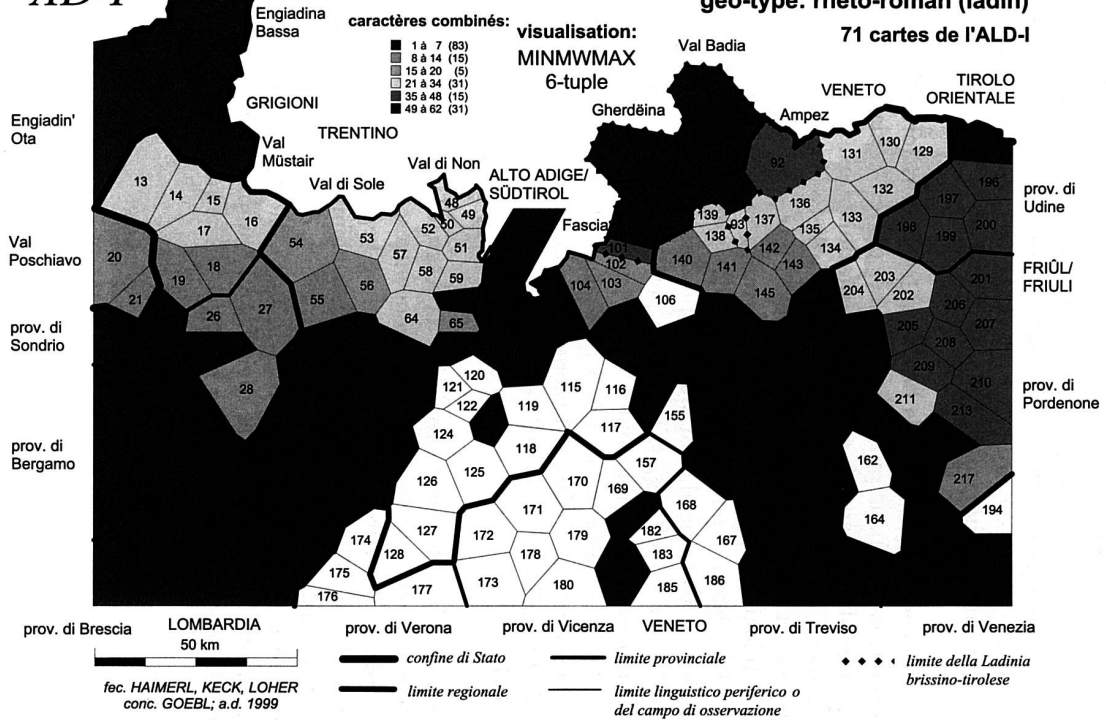 AD-I
geo-type: rhéto-roman (ladin)
71 cartes de l'ALD-I
visualisation:
MINMWMAX
6-tuple
caractères combinés:
1 à 7 (83)
8 à 14 (15)
15 à 20 (5)
21 à 34 (31)
35 à 48 (15)
49 à 62 (31)
Engiadina
Bassa
GRIGIONI
Engiadin'
Ota
Val
Müstair
TRENTINO
Val di Sole
Val di Non
ALTO ADIGE/
SÜDTIROL
Val Badia
Gherdëina
Fascia
Ampez
VENETO
TIROLO
ORIENTALE
prov. di
Udine
FRIÛL/
FRIULI
prov. di
Pordenone
Val
Poschiavo
prov. di
Sondrio
prov. di
Bergamo
13 14 15 16 17
20 21 19 18 26 27 28
54 53 52 48 49 50 51
55 56 57 58 59 64 65
92 101 102 103 104 106
139 93 137 136 138 135 134 133 132 131 130 129
140 141 142 143 145
196 197 198 199 200 201
204 203 202 205 206 207 208 209 210 211 213 217 194
120 121 122 119 115 116 117 155
124 118 125 126 127 128
157 170 169 171 172 168 167
174 175 176 177 173 178 179 180
182 183 185 186
162 164
prov. di Brescia
LOMBARDIA
prov. di Verona
prov. di Vicenza
VENETO
prov. di Treviso
prov. di Venezia
50 km
fec. HAIMERL, KECK, LOHER
conc. GOEBL; a.d. 1999
confine di Stato
limite regionale
limite provinciale
limite linguistico periferico o
del campo di osservazione
limite della Ladinia
brissino-tirolese